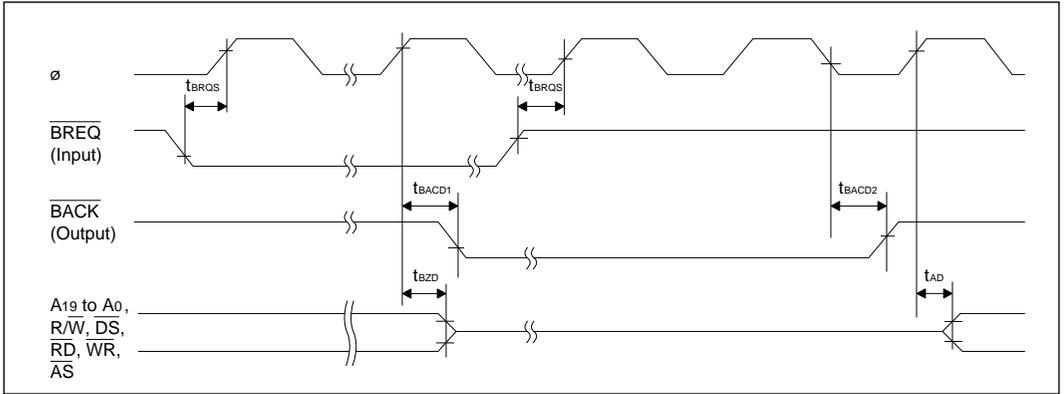 ø
tBRQS
tBRQS
BREQ
(Input)
tBACD1
tBACD2
BACK
(Output)
tBZD
tAD
A19 to A0,
R/W, DS,
RD, WR,
AS